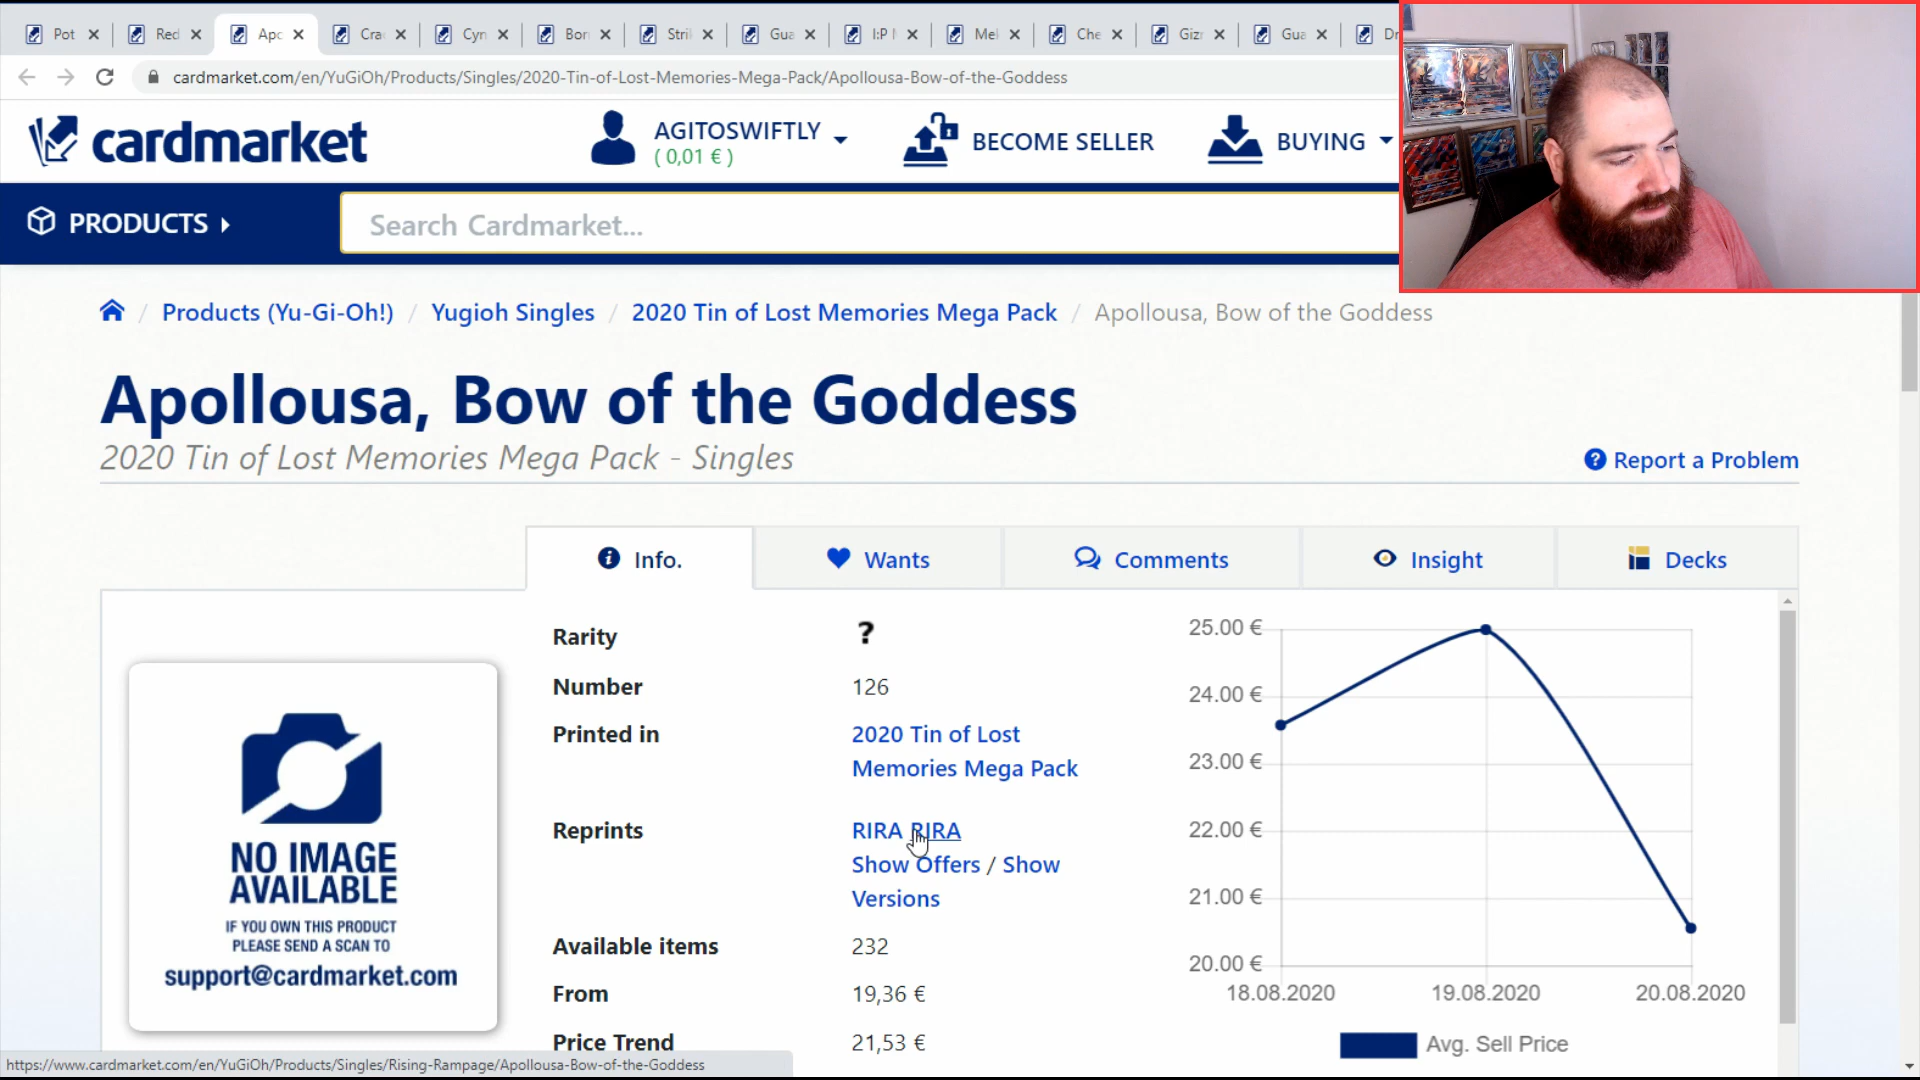 Pot
Red
Apo
Cra
Cyn
Bor
Stri
Gua
I:P
Mel
Che
Giz
Gua
Dr
cardmarket.com/en/YuGiOh/Products/Singles/2020-Tin-of-Lost-Memories-Mega-Pack/Apollousa-Bow-of-the-Goddess
cardmarket
AGITOSWIFTLY
( 0,01 € )
BECOME SELLER
BUYING
PRODUCTS
Search Cardmarket...
/ Products (Yu-Gi-Oh!) / Yugioh Singles / 2020 Tin of Lost Memories Mega Pack / Apollousa, Bow of the Goddess
Apollousa, Bow of the Goddess
2020 Tin of Lost Memories Mega Pack - Singles
Report a Problem
Info.
Wants
Comments
Insight
Decks
NO IMAGE
AVAILABLE
IF YOU OWN THIS PRODUCT
PLEASE SEND A SCAN TO
support@cardmarket.com
Rarity ?
Number 126
Printed in 2020 Tin of Lost
Memories Mega Pack
Reprints RIRA RIRA
Show Offers / Show
Versions
Available items 232
From 19,36 €
Price Trend 21,53 €
25.00 €
24.00 €
23.00 €
22.00 €
21.00 €
20.00 €
18.08.2020 19.08.2020 20.08.2020
Avg. Sell Price
https://www.cardmarket.com/en/YuGiOh/Products/Singles/Rising-Rampage/Apollousa-Bow-of-the-Goddess